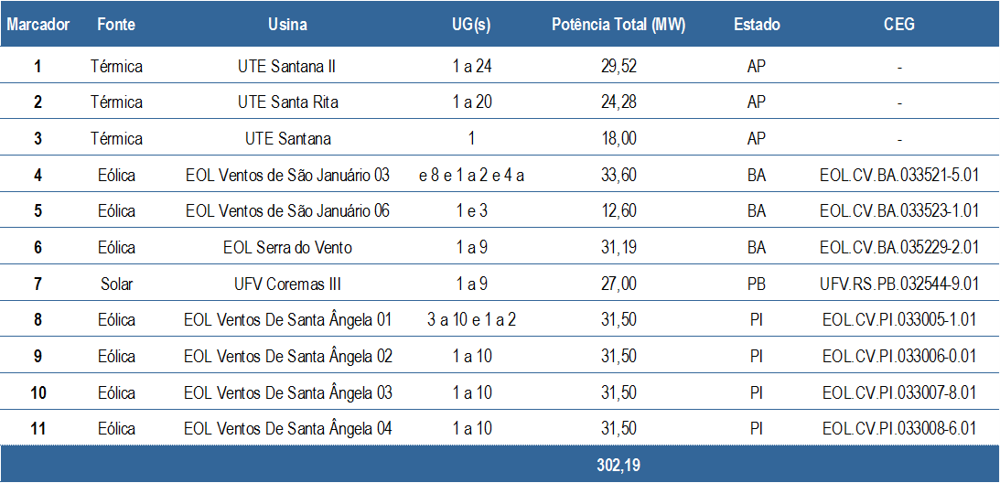 Marcador Fonte Usina UG(s) Potência Total (MW) Estado CEG
1 Térmica UTE Santana II 1 a 24 29,52 AP -
2 Térmica UTE Santa Rita 1 a 20 24,28 AP -
3 Térmica UTE Santana 1 18,00 AP -
4 Eólica EOL Ventos de São Januário 03 e 8 e 1 a 2 e 4 a 33,60 BA EOL.CV.BA.033521-5.01
5 Eólica EOL Ventos de São Januário 06 1 e 3 12,60 BA EOL.CV.BA.033523-1.01
6 Eólica EOL Serra do Vento 1 a 9 31,19 BA EOL.CV.BA.035229-2.01
7 Solar UFV Coremas III 1 a 9 27,00 PB UFV.RS.PB.032544-9.01
8 Eólica EOL Ventos De Santa Ângela 01 3 a 10 e 1 a 2 31,50 PI EOL.CV.PI.033005-1.01
9 Eólica EOL Ventos De Santa Ângela 02 1 a 10 31,50 PI EOL.CV.PI.033006-0.01
10 Eólica EOL Ventos De Santa Ângela 03 1 a 10 31,50 PI EOL.CV.PI.033007-8.01
11 Eólica EOL Ventos De Santa Ângela 04 1 a 10 31,50 PI EOL.CV.PI.033008-6.01
302,19